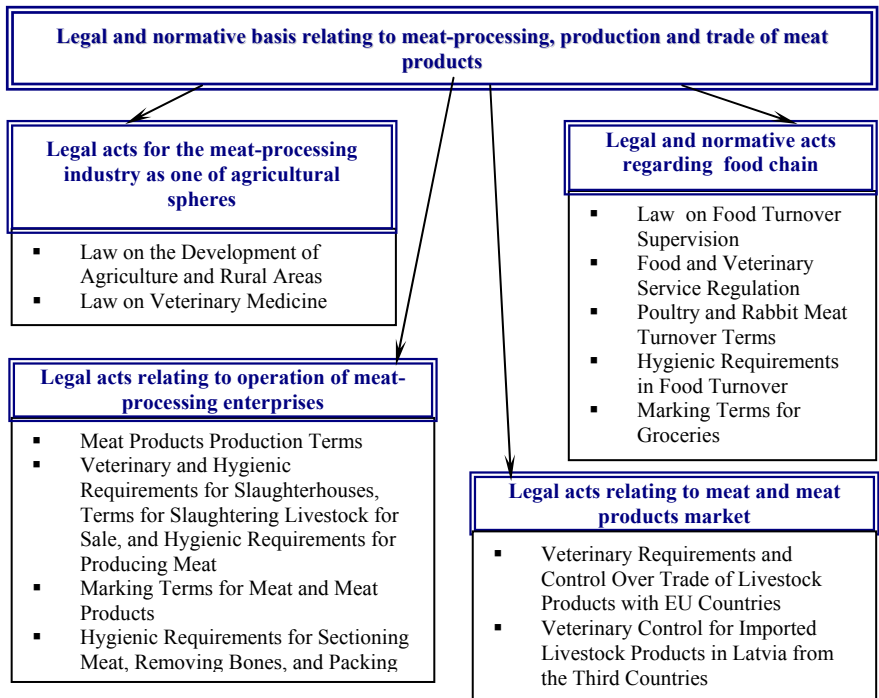 Legal and normative basis relating to meat-processing, production and trade of meat
products
Legal acts for the meat-processing
industry as one of agricultural
spheres
▪ Law on the Development of
Agriculture and Rural Areas
▪ Law on Veterinary Medicine
Legal and normative acts
regarding food chain
▪ Law on Food Turnover
Supervision
▪ Food and Veterinary
Service Regulation
▪ Poultry and Rabbit Meat
Turnover Terms
▪ Hygienic Requirements
in Food Turnover
▪ Marking Terms for
Groceries
Legal acts relating to operation of meat-
processing enterprises
▪ Meat Products Production Terms
▪ Veterinary and Hygienic
Requirements for Slaughterhouses,
Terms for Slaughtering Livestock for
Sale, and Hygienic Requirements for
Producing Meat
▪ Marking Terms for Meat and Meat
Products
▪ Hygienic Requirements for Sectioning
Meat, Removing Bones, and Packing
Legal acts relating to meat and meat
products market
▪ Veterinary Requirements and
Control Over Trade of Livestock
Products with EU Countries
▪ Veterinary Control for Imported
Livestock Products in Latvia from
the Third Countries